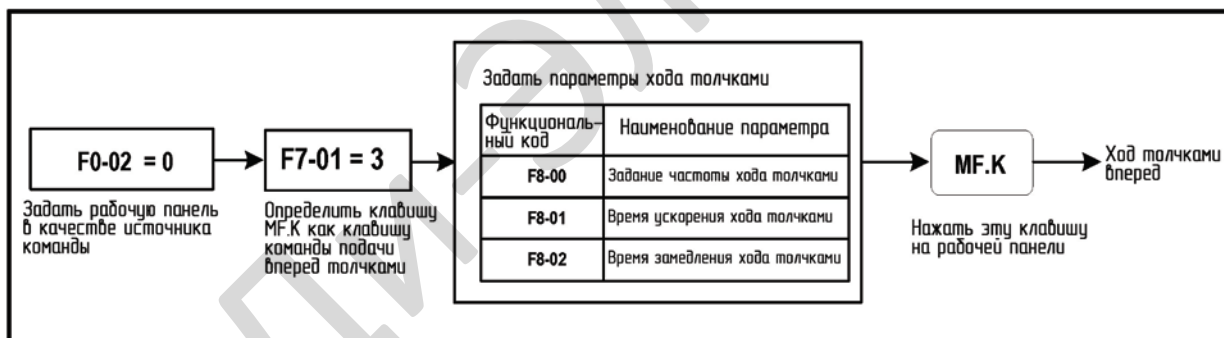 F0-02 = 0
Задать рабочую панель
в качестве источника
команды
F7-01 = 3
Определить клавишу
MF.K как клавишу
команды подачи
вперед толчками
Задать параметры хода толчками
Функциональ-
ный код
Наименование параметра
F8-00 Задание частоты хода толчками
F8-01 Время ускорения хода толчками
F8-02 Время замедления хода толчками
MF.K
Нажать эту клавишу
на рабочей панели
Ход толчками
вперед